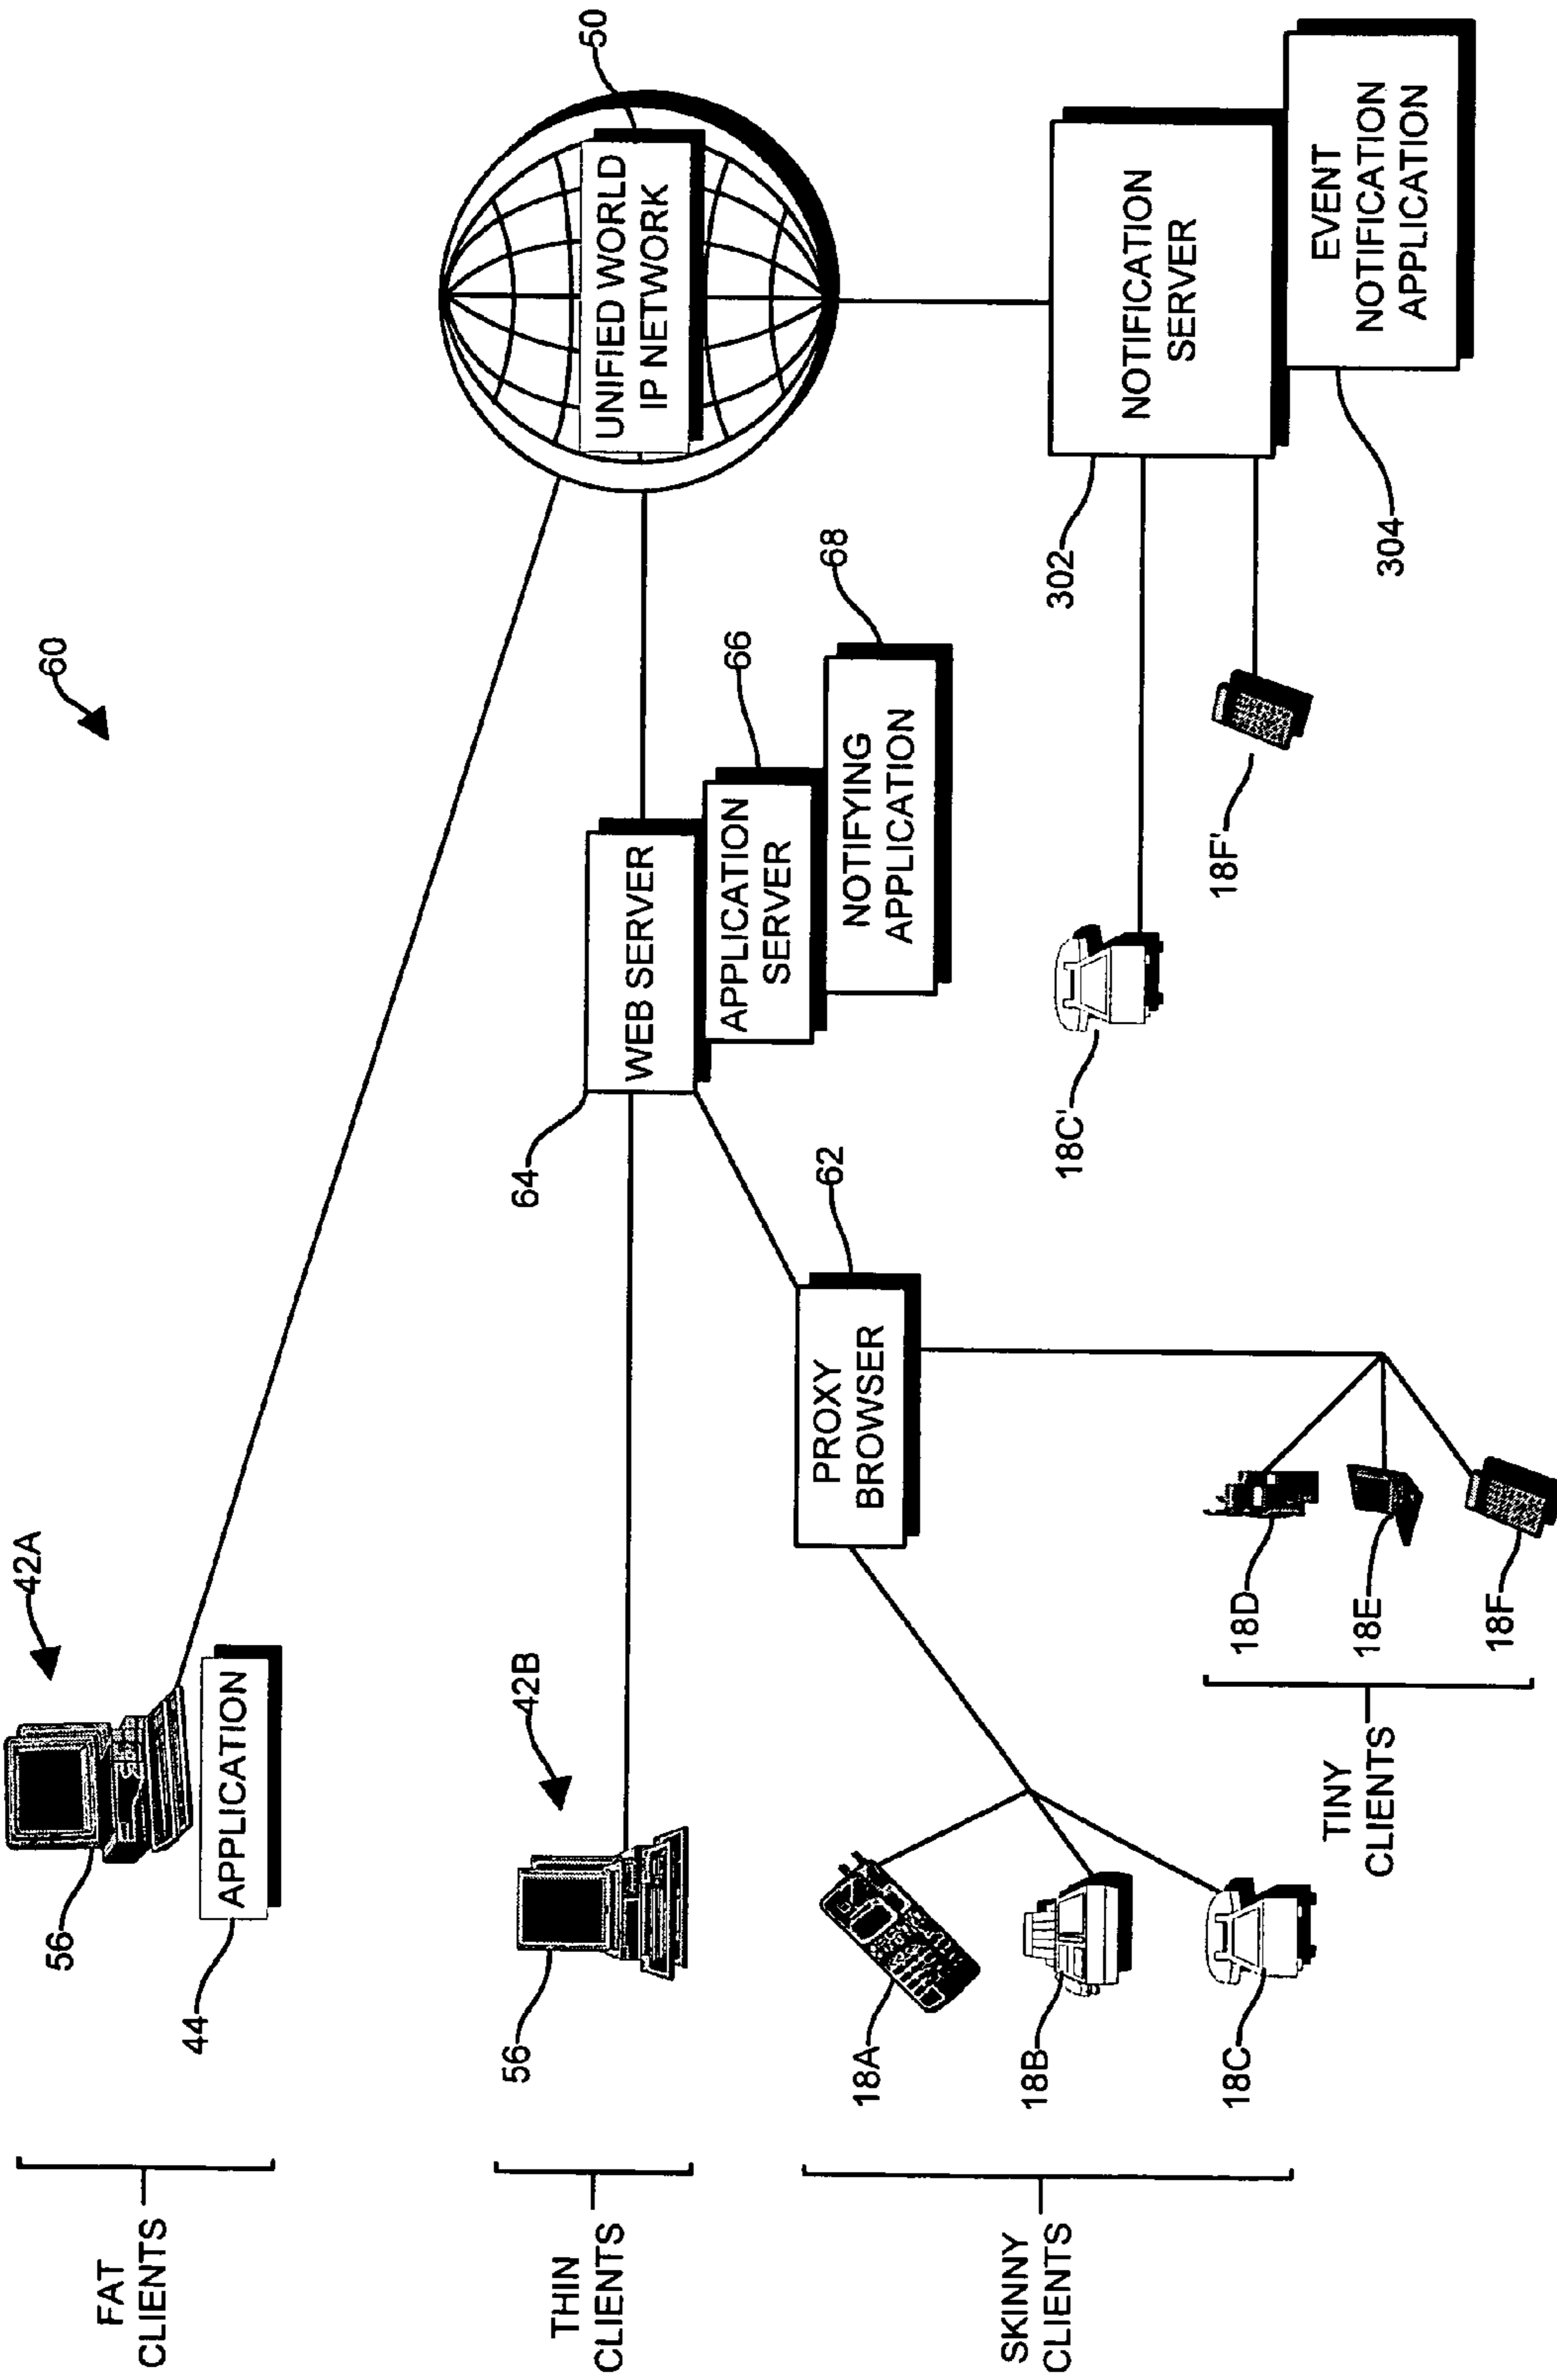 60
FAT
CLIENTS
42A
56
44
APPLICATION
THIN
CLIENTS
42B
56
64
WEB SERVER
APPLICATION
SERVER
66
NOTIFYING
APPLICATION
68
UNIFIED WORLD
IP NETWORK
50
SKINNY
CLIENTS
18A
18B
18C
PROXY
BROWSER
62
TINY
CLIENTS
18D
18E
18F
18C'
18F'
302
NOTIFICATION
SERVER
304
EVENT
NOTIFICATION
APPLICATION